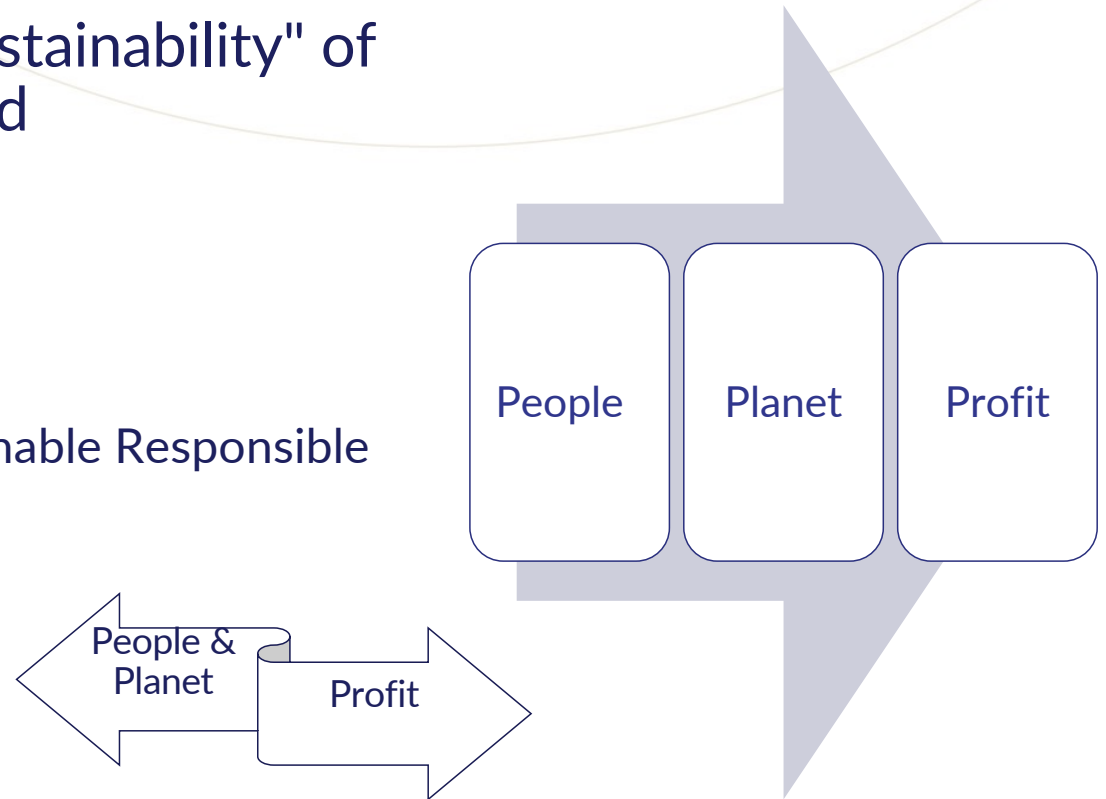 stainability" of
d
People
Planet
Profit
nable Responsible
People &
Planet
Profit